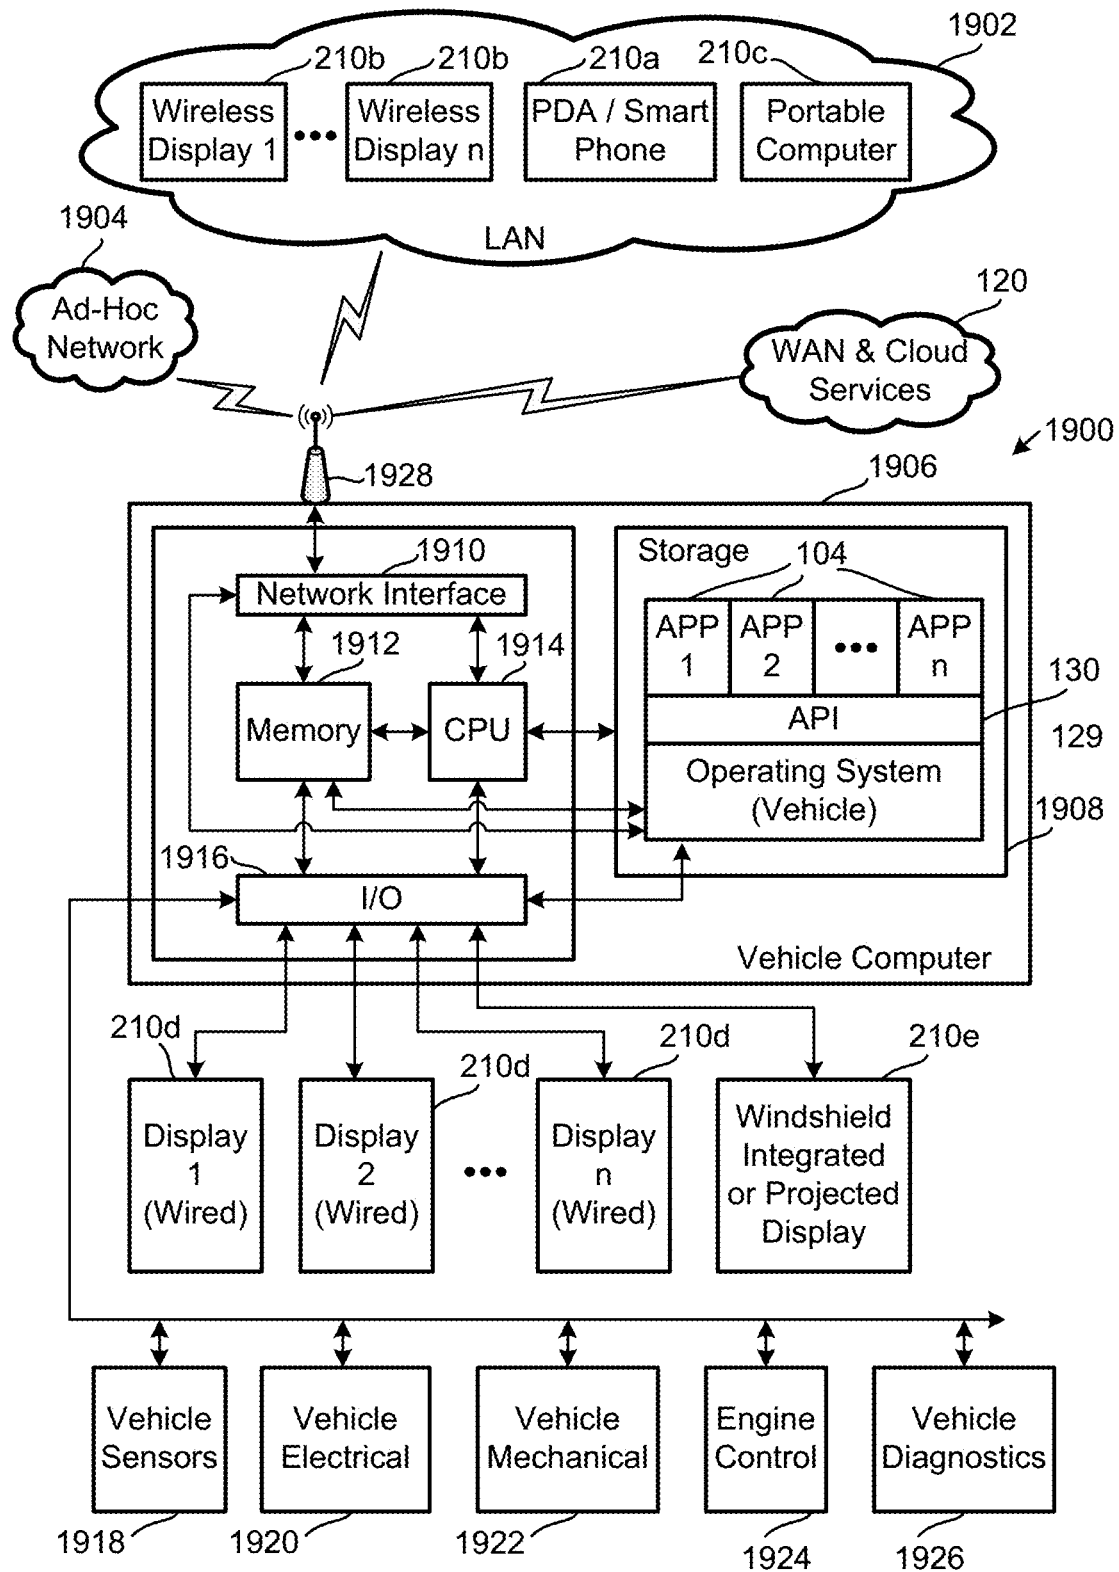 1902
210b
210b
210a
210c
Wireless
Display 1
Wireless
Display n
PDA / Smart
Phone
Portable
Computer
LAN
1904
Ad-Hoc
Network
120
WAN & Cloud
Services
1900
1928
1906
1910
Network Interface
1912
Memory
1914
CPU
1916
I/O
Storage
104
APP
1
APP
2
APP
n
130
API
129
Operating System
(Vehicle)
1908
Vehicle Computer
210d
Display
1
(Wired)
210d
Display
2
(Wired)
210d
Display
n
(Wired)
210e
Windshield
Integrated
or Projected
Display
Vehicle
Sensors
Vehicle
Electrical
Vehicle
Mechanical
Engine
Control
Vehicle
Diagnostics
1918
1920
1922
1924
1926